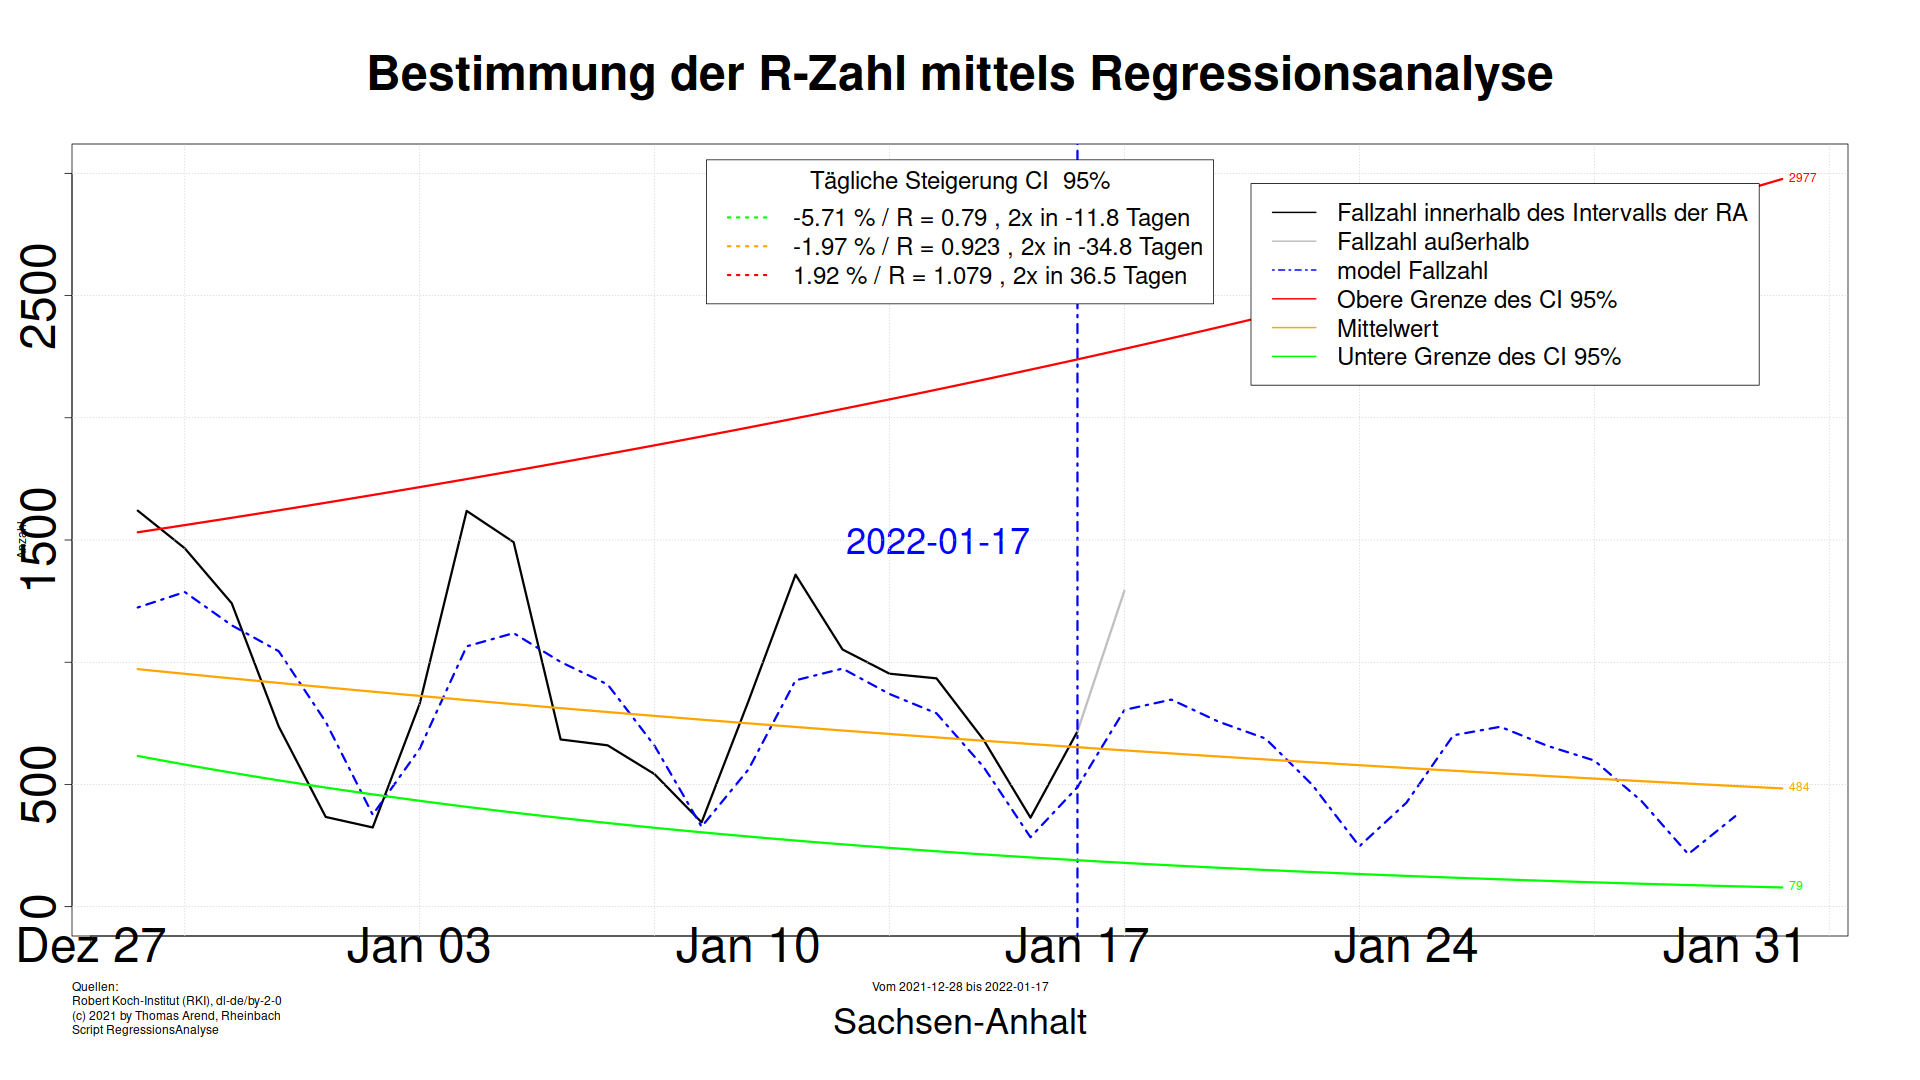 Bestimmung der R-Zahl mittels Regressionsanalyse
Tägliche Steigerung CI 95%
-5.71 % / R = 0.79 , 2x in -11.8 Tagen
-1.97 % / R = 0.923 , 2x in -34.8 Tagen
1.92 % / R = 1.079 , 2x in 36.5 Tagen
2977
Fallzahl innerhalb des Intervalls der RA
Fallzahl außerhalb
model Fallzahl
Obere Grenze des CI 95%
Mittelwert
Untere Grenze des CI 95%
2500
1500
500
0
Anzahl
2022-01-17
484
79
Dez 27 Jan 03 Jan 10 Jan 17 Jan 24 Jan 31
Quellen:
Robert Koch-Institut (RKI), dl-de/by-2-0
(c) 2021 by Thomas Arend, Rheinbach
Script RegressionsAnalyse
Vom 2021-12-28 bis 2022-01-17
Sachsen-Anhalt